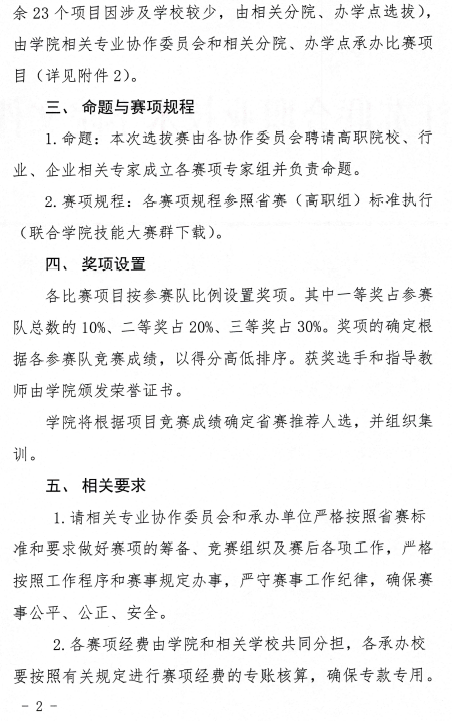 余 23 个项目因涉及学校较少，由相关分院、办学点选拔），
由学院相关专业协作委员会和相关分院、办学点承办比赛项
目（详见附件 2）。
三、 命题与赛项规程
1.命题：本次选拔赛由各协作委员会聘请高职院校、行
业、企业相关专家成立各赛项专家组并负责命题。
2.赛项规程：各赛项规程参照省赛（高职组）标准执行
（联合学院技能大赛群下载）。
四、 奖项设置
各比赛项目按参赛队比例设置奖项。其中一等奖占参赛
队总数的 10%、二等奖占 20%、三等奖占 30%。奖项的确定根
据各参赛队竞赛成绩，以得分高低排序。获奖选手和指导教
师由学院颁发荣誉证书。
学院将根据项目竞赛成绩确定省赛推荐人选，并组织集
训。
五、 相关要求
1.请相关专业协作委员会和承办单位严格按照省赛标
准和要求做好赛项的筹备、竞赛组织及赛后各项工作，严格
按照工作程序和赛事规定办事，严守赛事工作纪律，确保赛
事公平、公正、安全。
2.各赛项经费由学院和相关学校共同分担，各承办校
要按照有关规定进行赛项经费的专账核算，确保专款专用。
- 2 -